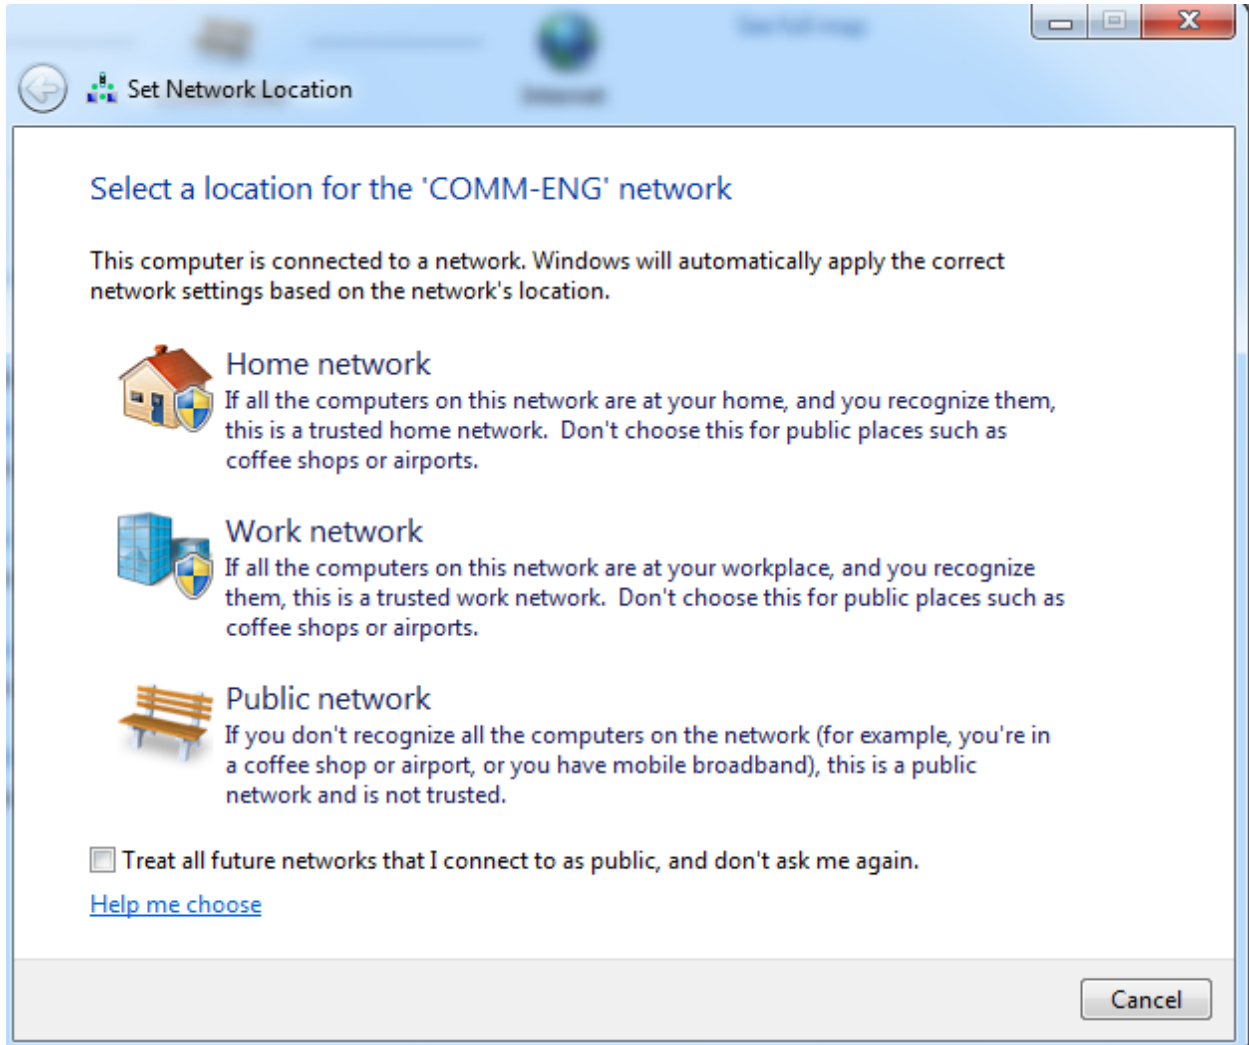 See full map
Internet
Set Network Location
Select a location for the 'COMM-ENG' network
This computer is connected to a network. Windows will automatically apply the correct
network settings based on the network's location.
Home network
If all the computers on this network are at your home, and you recognize them,
this is a trusted home network.  Don't choose this for public places such as
coffee shops or airports.
Work network
If all the computers on this network are at your workplace, and you recognize
them, this is a trusted work network.  Don't choose this for public places such as
coffee shops or airports.
Public network
If you don't recognize all the computers on the network (for example, you're in
a coffee shop or airport, or you have mobile broadband), this is a public
network and is not trusted.
Treat all future networks that I connect to as public, and don't ask me again.
Help me choose
Cancel